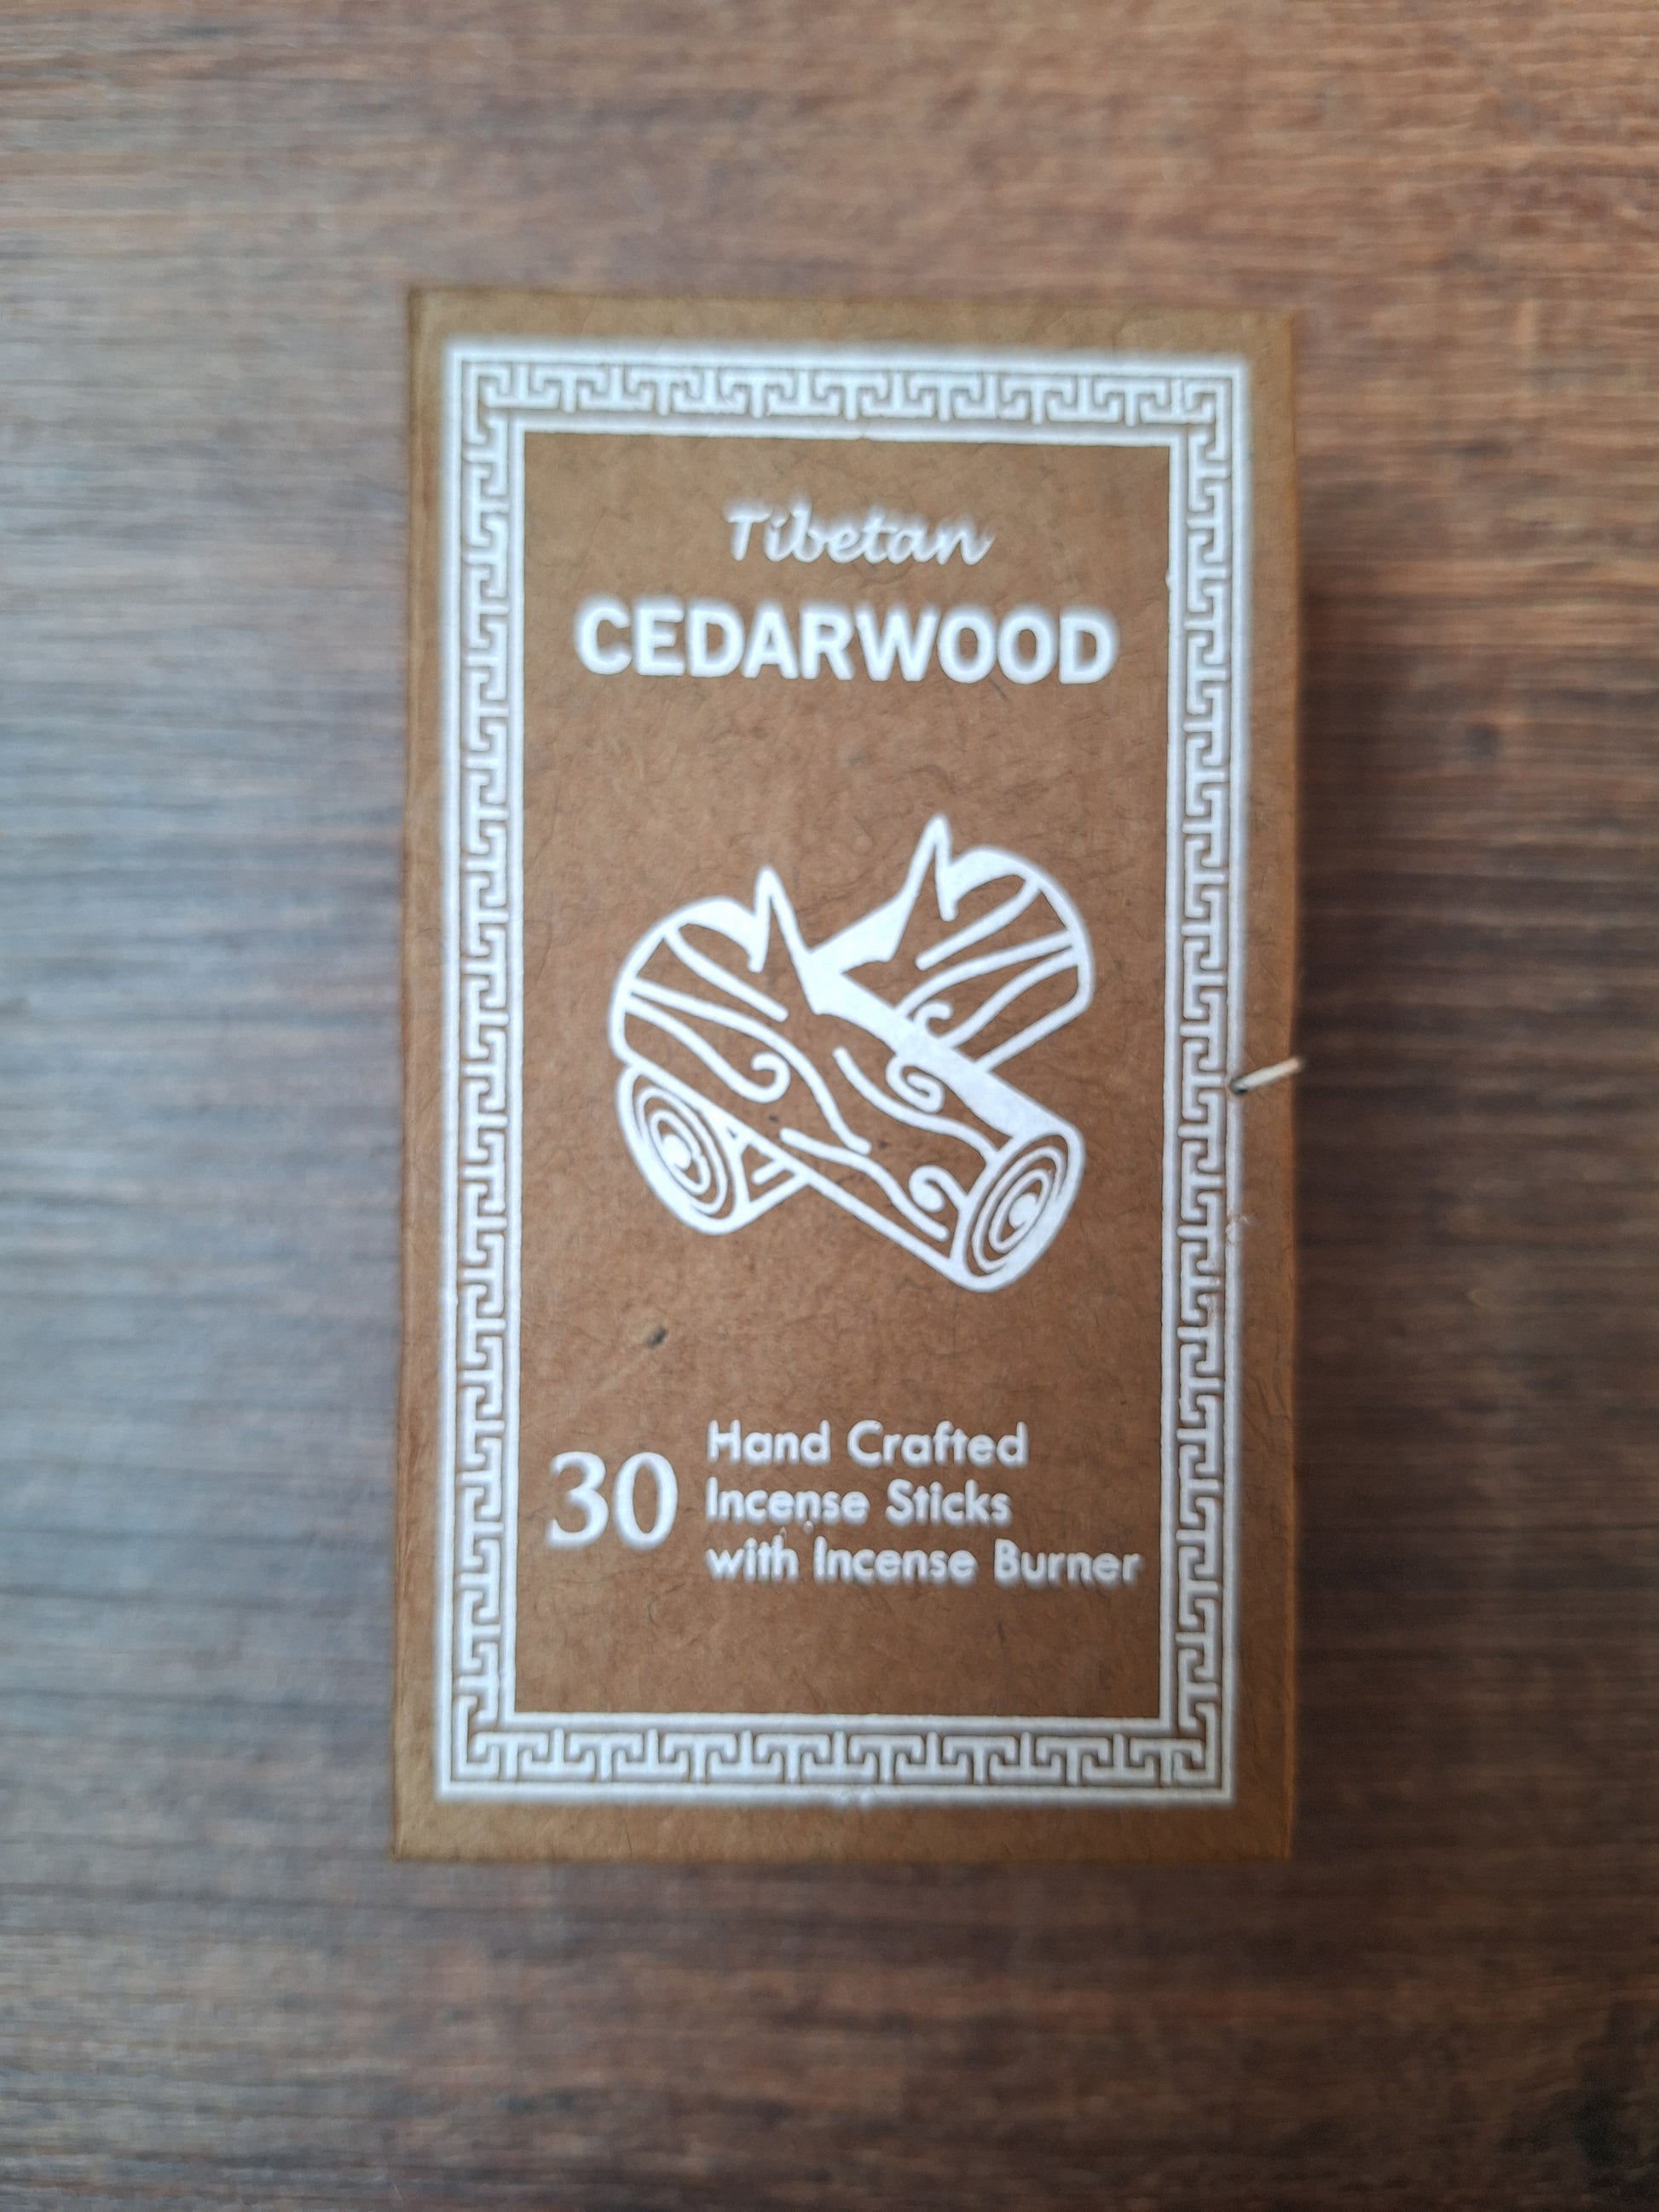 Tibetan
CEDARWOOD
30
Hand Crafted
Incense Sticks
with Incense Burner